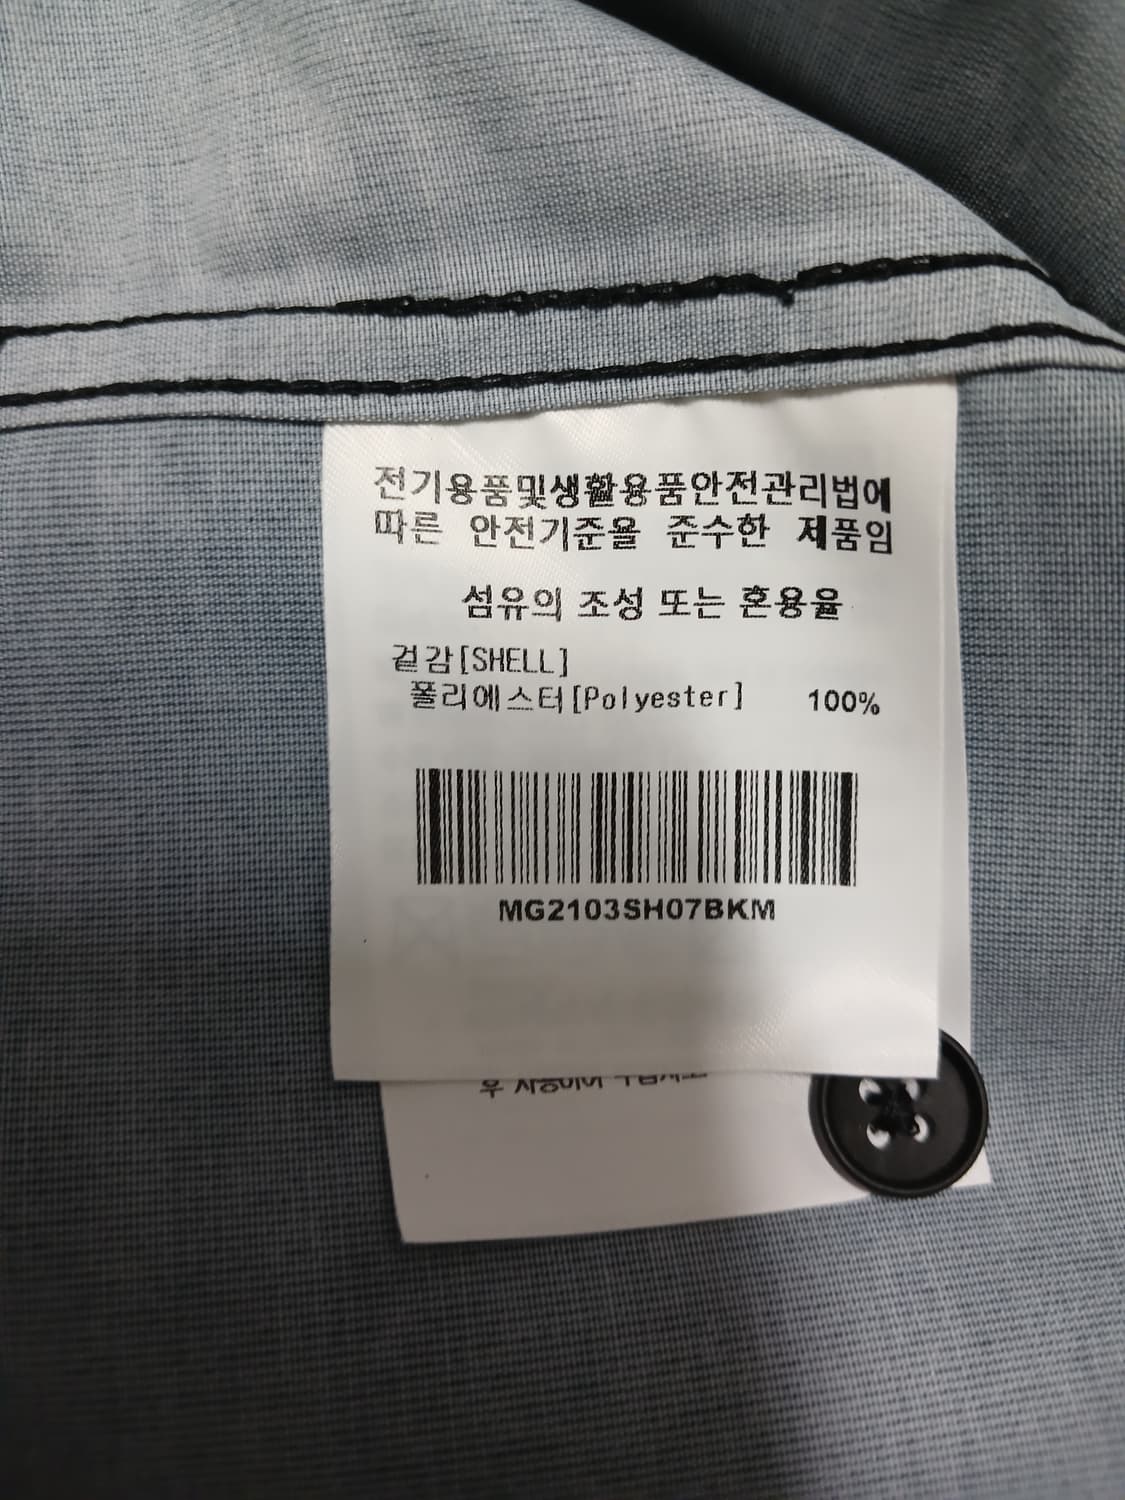 전기용품및생활용품안전관리법에
따른 안전기준을 준수한 제품임
섬유의 조성 또는 혼용율
겉감[SHELL]
폴리에스터[Polyester] 100%
MG2103SH07BKM
후